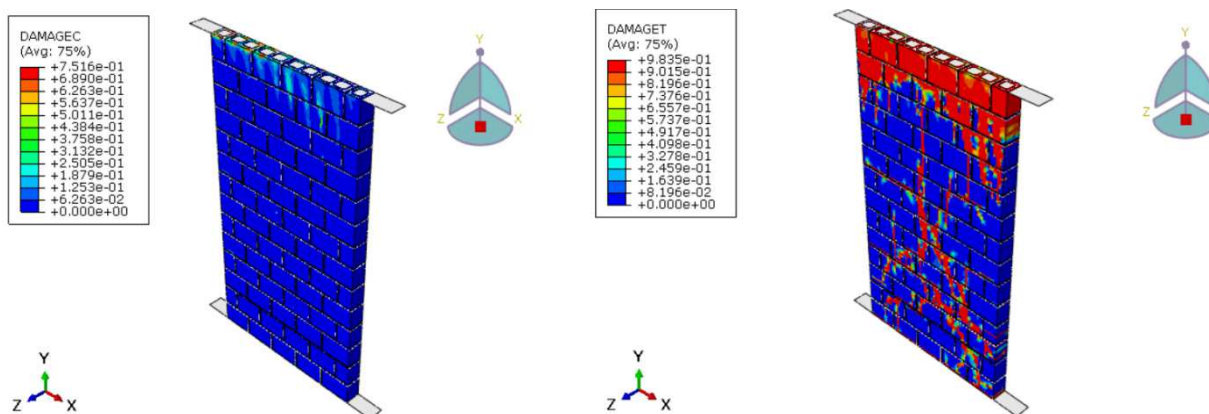 DAMAGEC
(Avg: 75%)
+7.516e-01
+6.890e-01
+6.263e-01
+5.637e-01
+5.011e-01
+4.384e-01
+3.758e-01
+3.132e-01
+2.505e-01
+1.879e-01
+1.253e-01
+6.263e-02
+0.000e+00
Y
Z
X
Y
Z
X
DAMAGET
(Avg: 75%)
+9.835e-01
+9.015e-01
+8.196e-01
+7.376e-01
+6.557e-01
+5.737e-01
+4.917e-01
+4.098e-01
+3.278e-01
+2.459e-01
+1.639e-01
+8.196e-02
+0.000e+00
Y
Z
Y
Z
X